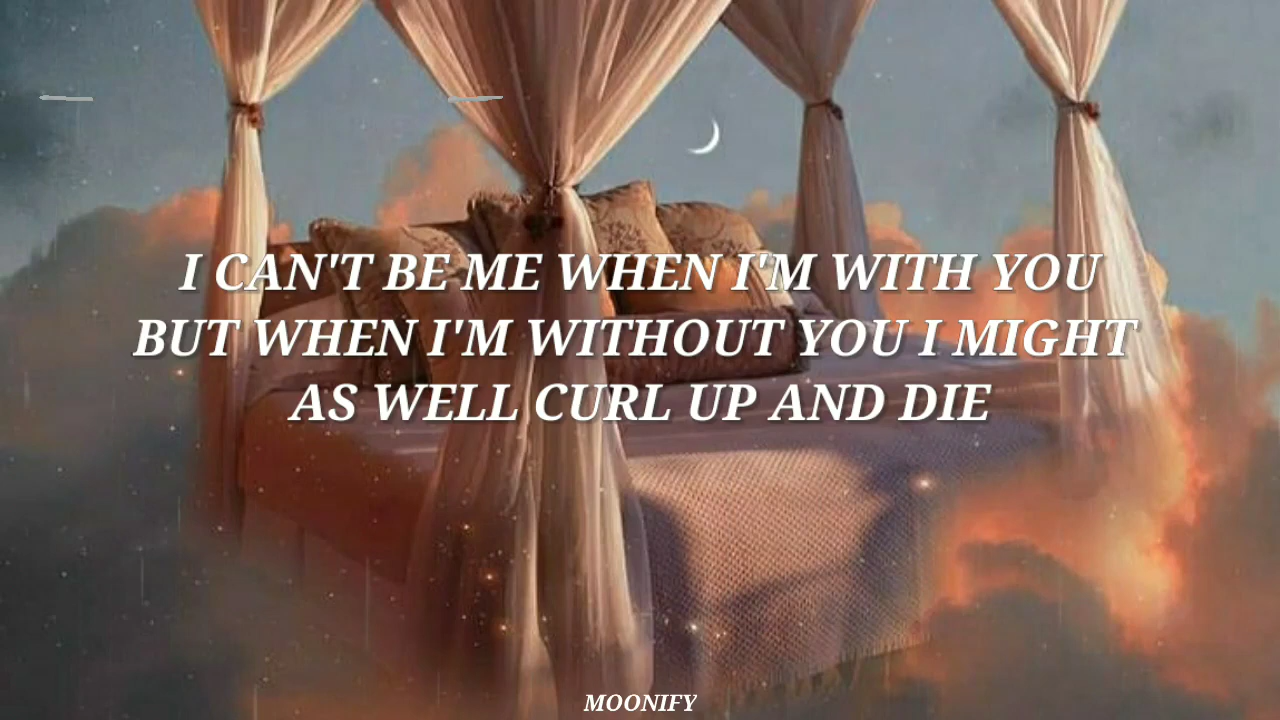 I CAN'T BE ME WHEN I'M WITH YOU
BUT WHEN I'M WITHOUT YOU I MIGHT
AS WELL CURL UP AND DIE
MOONIFY